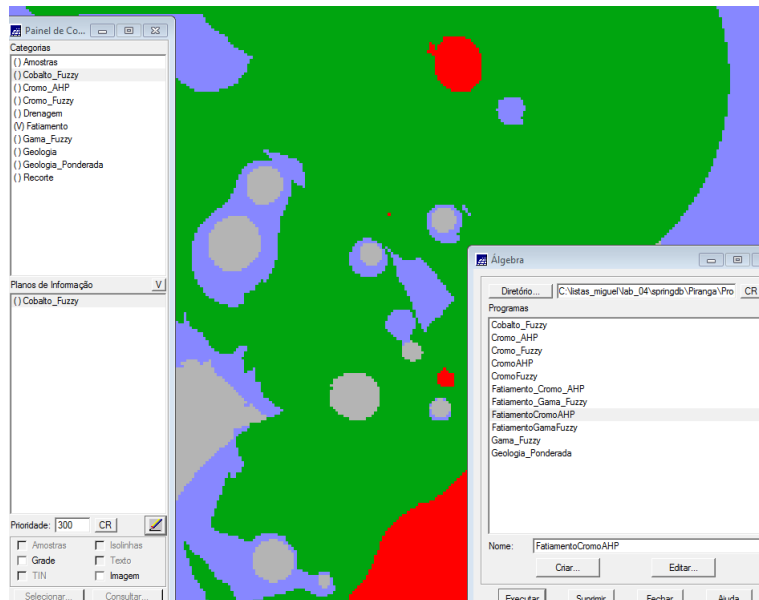 Painel de Co...
Categorias
() Amostras
() Cobalto_Fuzzy
() Cromo_AHP
() Cromo_Fuzzy
() Drenagem
(V) Fatiamento
() Gama_Fuzzy
() Geologia
() Geologia_Ponderada
() Recorte
Planos de Informação
V
() Cobalto_Fuzzy
Prioridade: 300 CR
Amostras Isolinhas
Grade Texto
TIN Imagem
Selecionar... Consultar...
Álgebra
Diretório... C:\listas_miguel\lab_04\springdb\Piranga\Pro CR
Programas
Cobalto_Fuzzy
Cromo_AHP
Cromo_Fuzzy
CromoAHP
CromoFuzzy
Fatiamento_Cromo_AHP
Fatiamento_Gama_Fuzzy
FatiamentoCromoAHP
FatiamentoGamaFuzzy
Gama_Fuzzy
Geologia_Ponderada
Nome: FatiamentoCromoAHP
Criar... Editar...
Executar Suprimir Fechar Ajuda